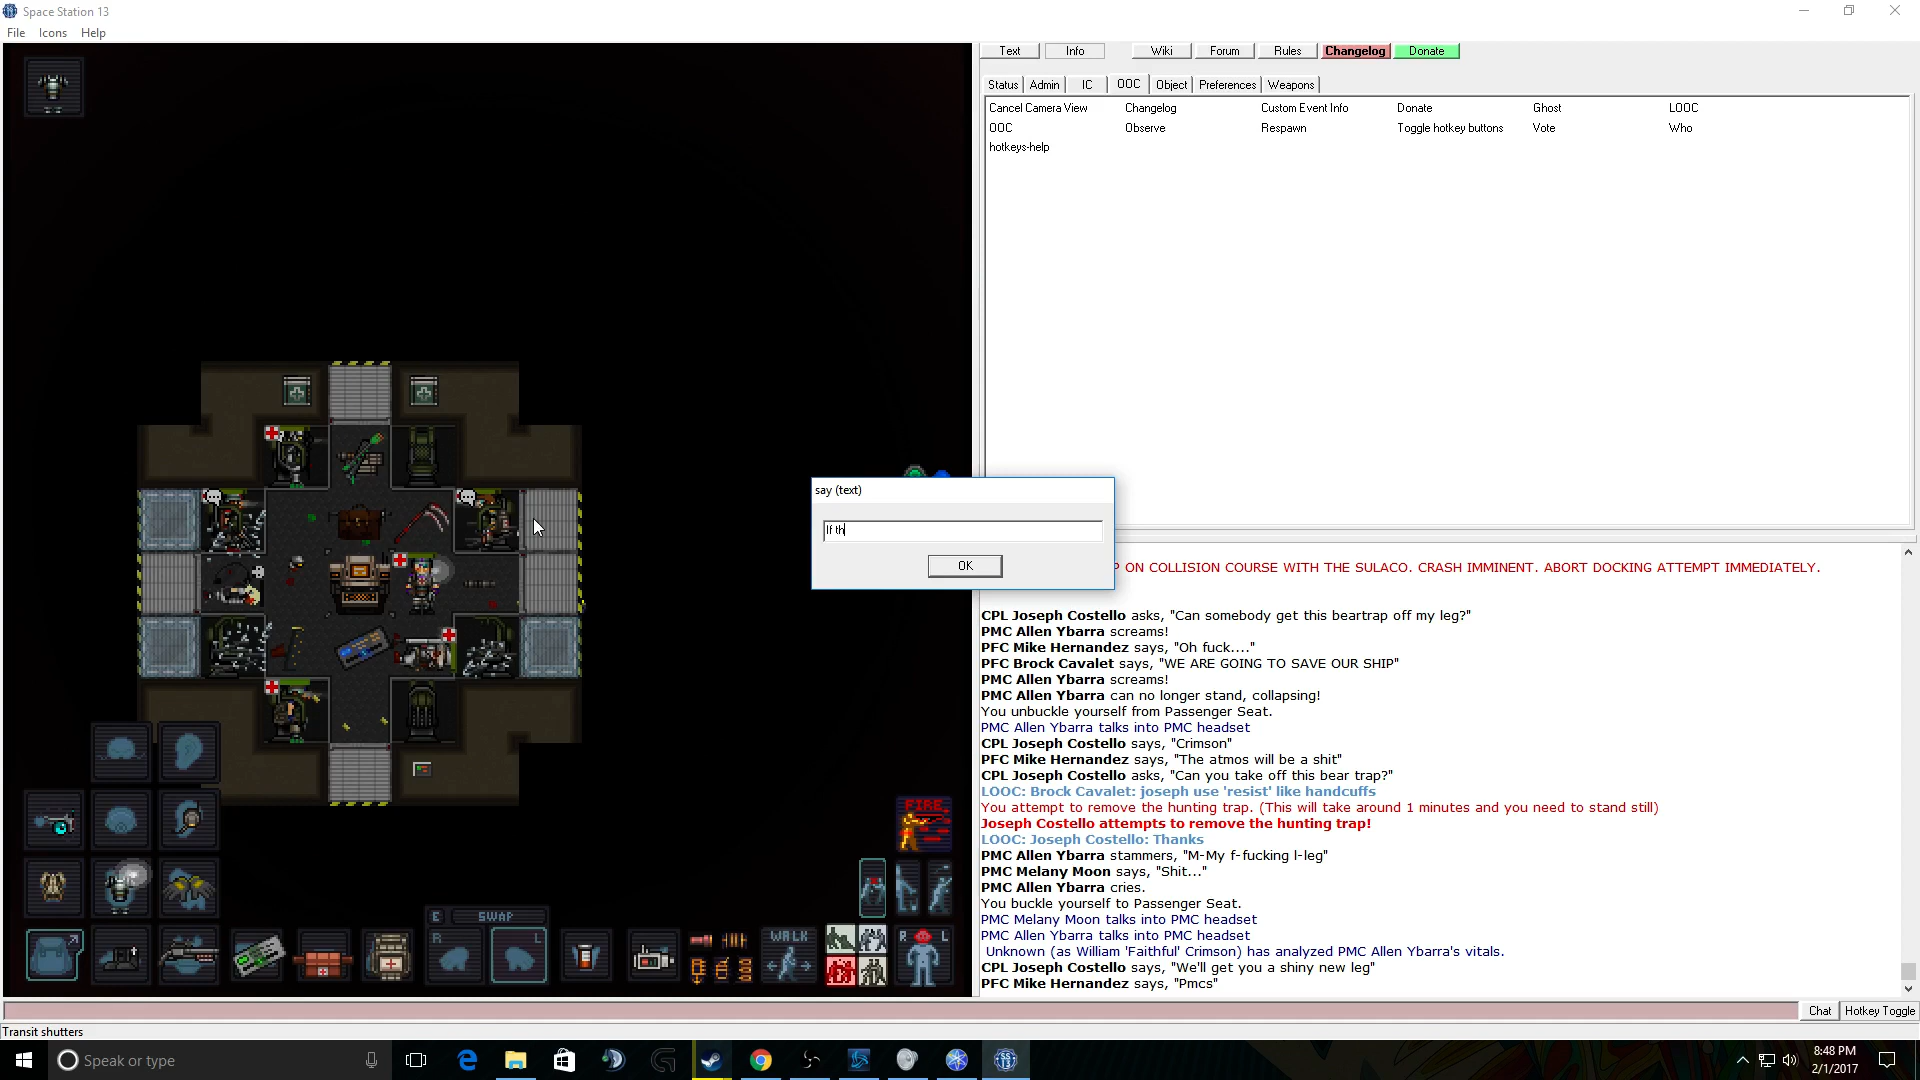 Space Station 13
File Icons Help
Text Info Wiki Forum Rules Changelog Donate
Status Admin IC OOC Object Preferences Weapons
Cancel Camera View Changelog Custom Event Info Donate Ghost LOOC
OOC Observe Respawn Toggle hotkey buttons Vote Who
hotkeys-help
say (text)
If th
OK
ON COLLISION COURSE WITH THE SULACO. CRASH IMMINENT. ABORT DOCKING ATTEMPT IMMEDIATELY.
CPL Joseph Costello asks, "Can somebody get this beartrap off my leg?"
PMC Allen Ybarra screams!
PFC Mike Hernandez says, "Oh fuck...."
PFC Brock Cavalet says, "WE ARE GOING TO SAVE OUR SHIP"
PMC Allen Ybarra screams!
PMC Allen Ybarra can no longer stand, collapsing!
You unbuckle yourself from Passenger Seat.
PMC Allen Ybarra talks into PMC headset
CPL Joseph Costello says, "Crimson"
PFC Mike Hernandez says, "The atmos will be a shit"
CPL Joseph Costello asks, "Can you take off this bear trap?"
LOOC: Brock Cavalet: joseph use 'resist' like handcuffs
You attempt to remove the hunting trap. (This will take around 1 minutes and you need to stand still)
Joseph Costello attempts to remove the hunting trap!
LOOC: Joseph Costello: Thanks
PMC Allen Ybarra stammers, "M-My f-fucking l-leg"
PMC Melany Moon says, "Shit..."
PMC Allen Ybarra cries.
You buckle yourself to Passenger Seat.
PMC Melany Moon talks into PMC headset
PMC Allen Ybarra talks into PMC headset
Unknown (as William 'Faithful' Crimson) has analyzed PMC Allen Ybarra's vitals.
CPL Joseph Costello says, "We'll get you a shiny new leg"
PFC Mike Hernandez says, "Pmcs"
FIRE
E SWAP
R L
WALK
R L
Chat Hotkey Toggle
Transit shutters
Speak or type
SS 13
8:48 PM
2/1/2017